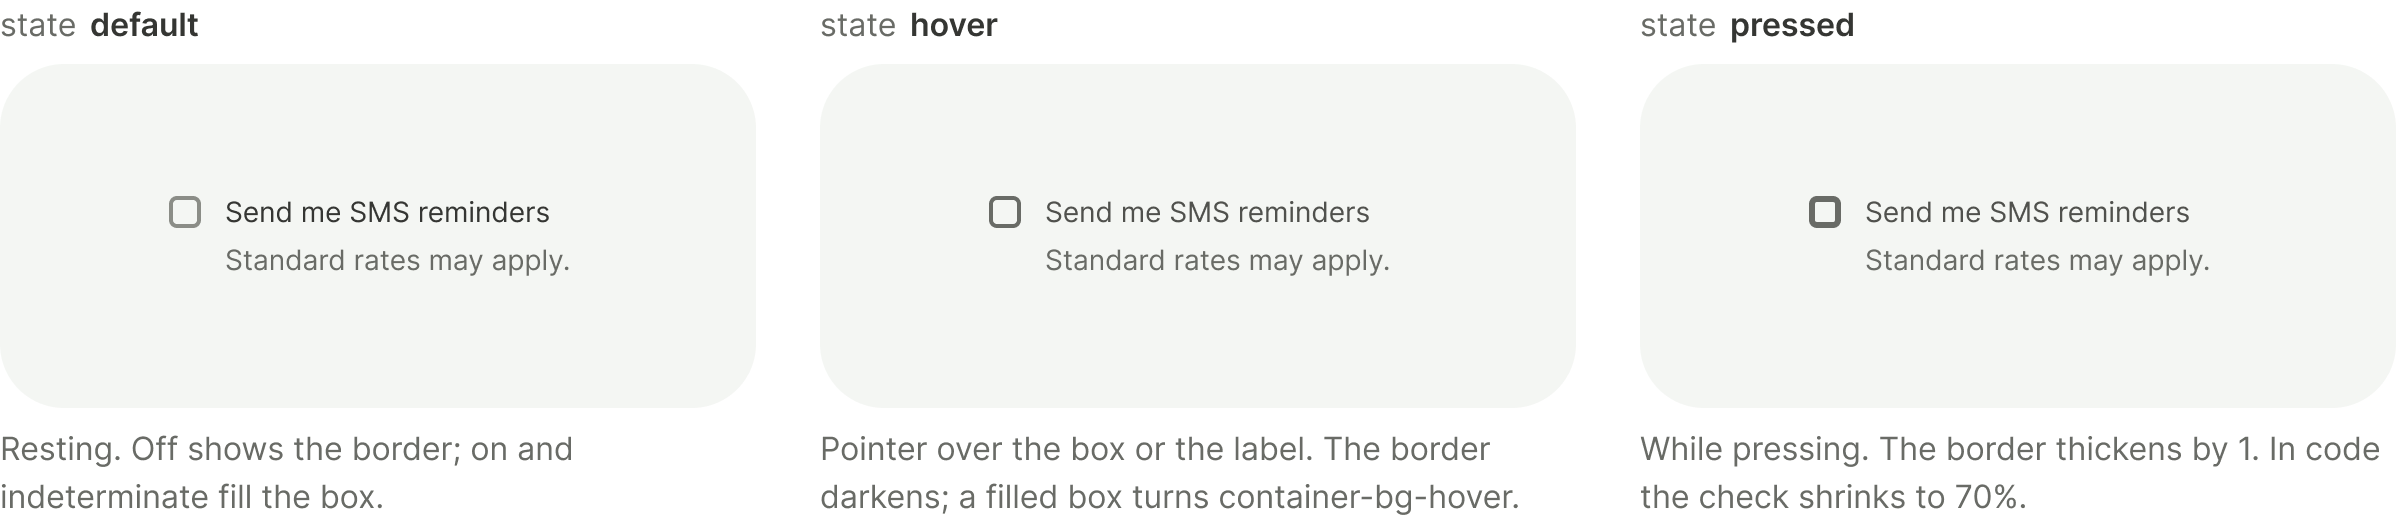 state default
Send me SMS reminders
Standard rates may apply.
Resting. Off shows the border; on and
indeterminate fill the box.
state hover
Send me SMS reminders
Standard rates may apply.
Pointer over the box or the label. The border
darkens; a filled box turns container-bg-hover.
state pressed
Send me SMS reminders
Standard rates may apply.
While pressing. The border thickens by 1. In code
the check shrinks to 70%.